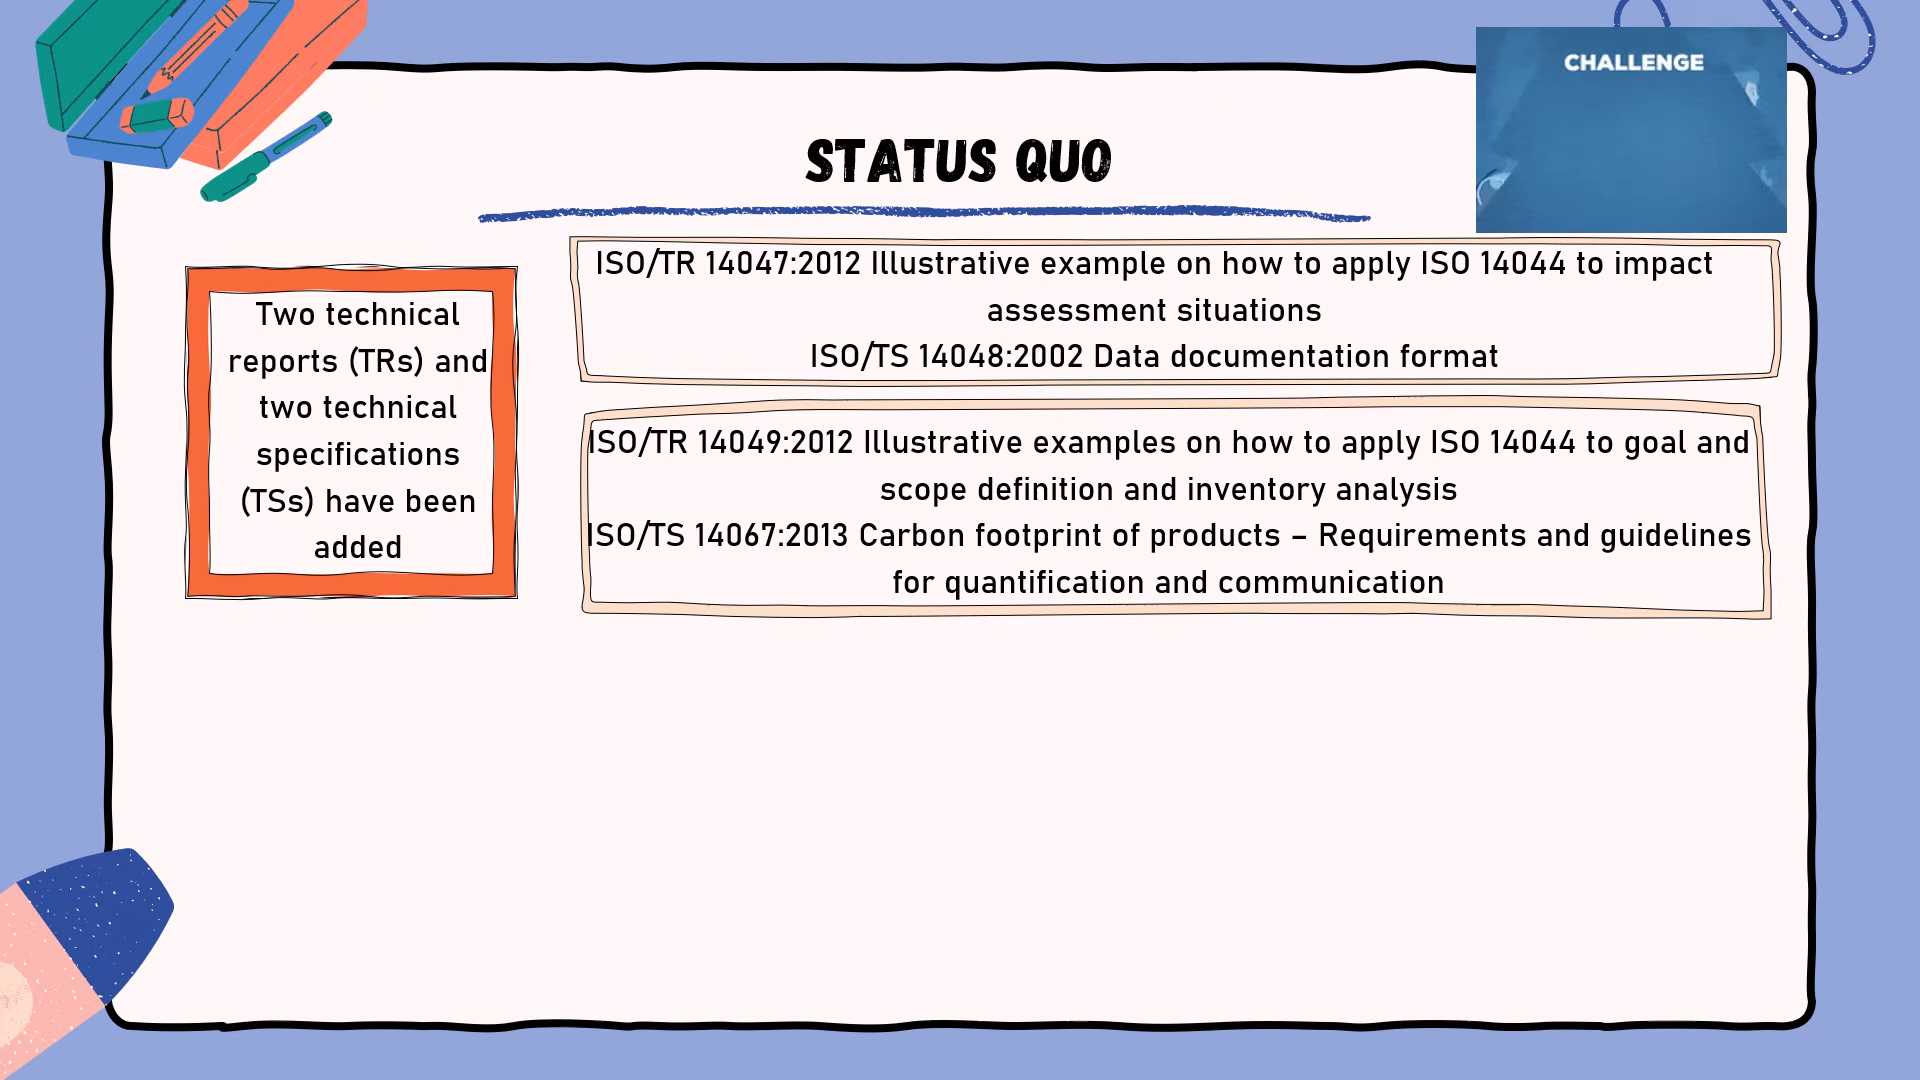 CHALLENGE
STATUS QUO
Two technical
reports (TRs) and
two technical
specifications
(TSs) have been
added
ISO/TR 14047:2012 Illustrative example on how to apply ISO 14044 to impact
assessment situations
ISO/TS 14048:2002 Data documentation format
ISO/TR 14049:2012 Illustrative examples on how to apply ISO 14044 to goal and
scope definition and inventory analysis
ISO/TS 14067:2013 Carbon footprint of products – Requirements and guidelines
for quantification and communication